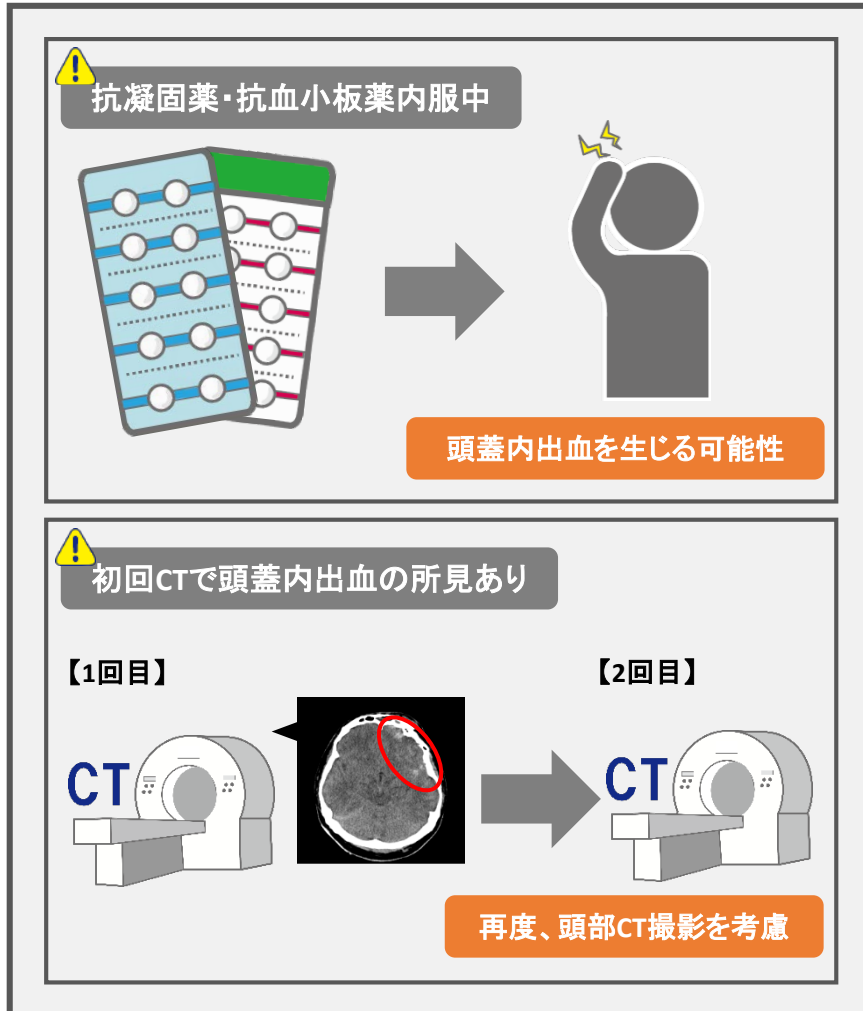 抗凝固薬・抗血小板薬内服中
頭蓋内出血を生じる可能性
初回CTで頭蓋内出血の所見あり
【1回目】
【2回目】
CT
CT
再度、頭部CT撮影を考慮